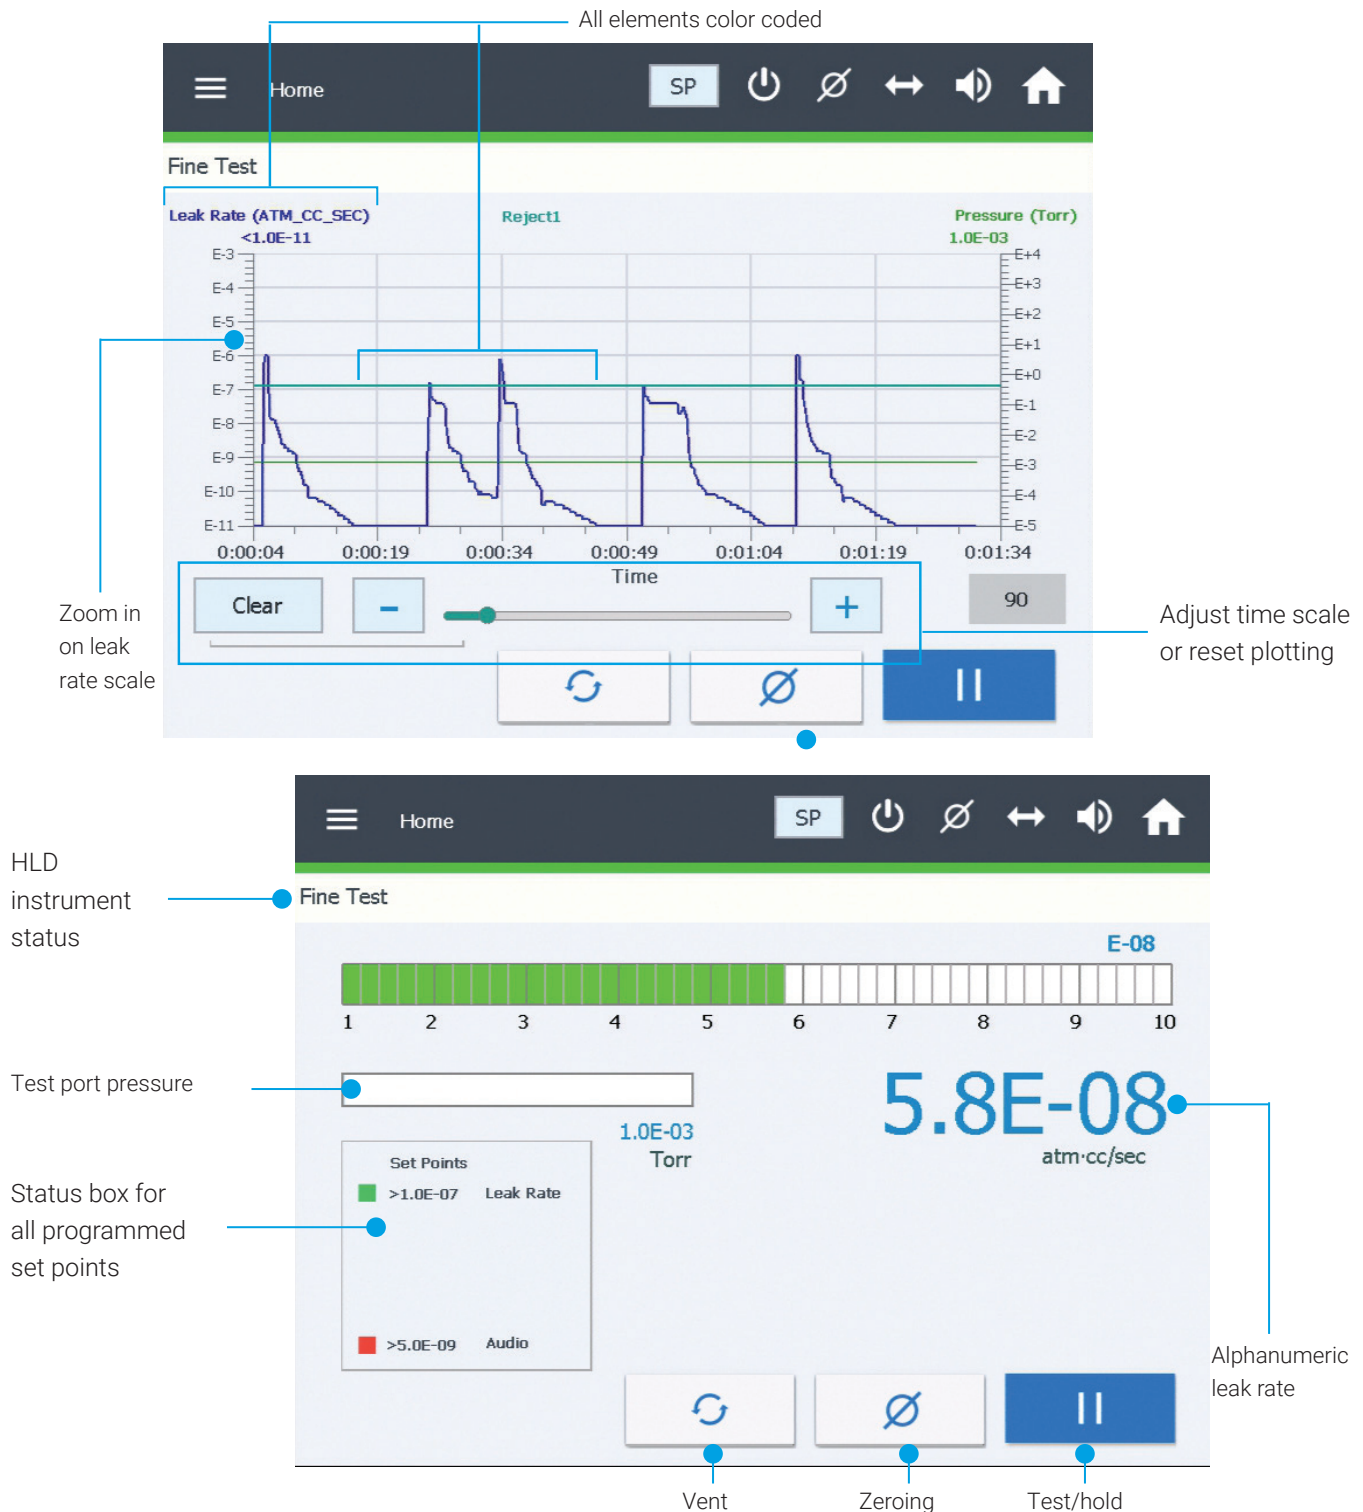 All elements color coded
Home
SP
Fine Test
Leak Rate (ATM_CC_SEC)
<1.0E-11
Reject1
Pressure (Torr)
1.0E-03
E-3
E-4
E-5
E-6
E-7
E-8
E-9
E-10
E-11
E+4
E+3
E+2
E+1
E+0
E-1
E-2
E-3
E-4
E-5
0:00:04 0:00:19 0:00:34 0:00:49 0:01:04 0:01:19 0:01:34
Time
Clear
-
+
90
Zoom in
on leak
rate scale
Adjust time scale
or reset plotting
Home
SP
HLD
instrument
status
Fine Test
E-08
1 2 3 4 5 6 7 8 9 10
Test port pressure
1.0E-03
Torr
5.8E-08
atm·cc/sec
Set Points
>1.0E-07 Leak Rate
>5.0E-09 Audio
Status box for
all programmed
set points
Alphanumeric
leak rate
Vent
Zeroing
Test/hold